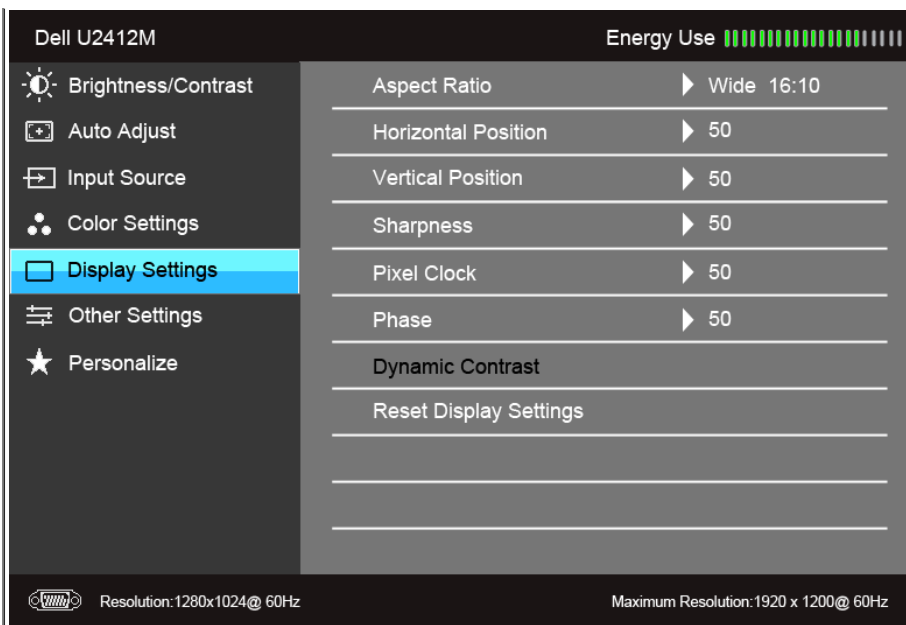 Dell U2412M Energy Use
Brightness/Contrast
Auto Adjust
Input Source
Color Settings
Display Settings
Other Settings
Personalize
Aspect Ratio Wide 16:10
Horizontal Position 50
Vertical Position 50
Sharpness 50
Pixel Clock 50
Phase 50
Dynamic Contrast
Reset Display Settings
Resolution:1280x1024@ 60Hz
Maximum Resolution:1920 x 1200@ 60Hz